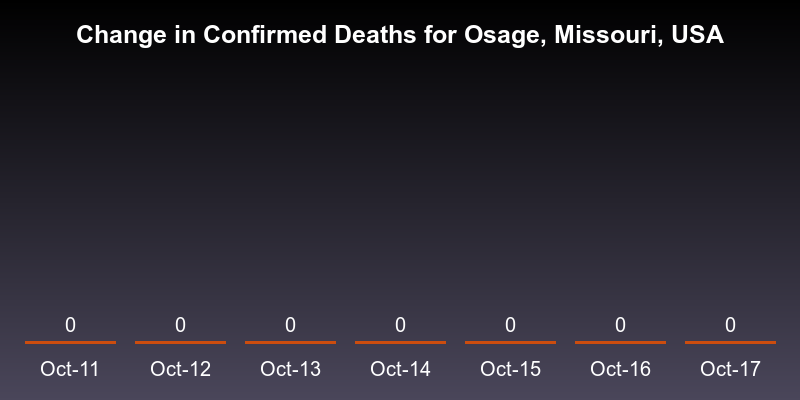 Change in Confirmed Deaths for Osage, Missouri, USA
0 0 0 0 0 0 0
Oct-11 Oct-12 Oct-13 Oct-14 Oct-15 Oct-16 Oct-17